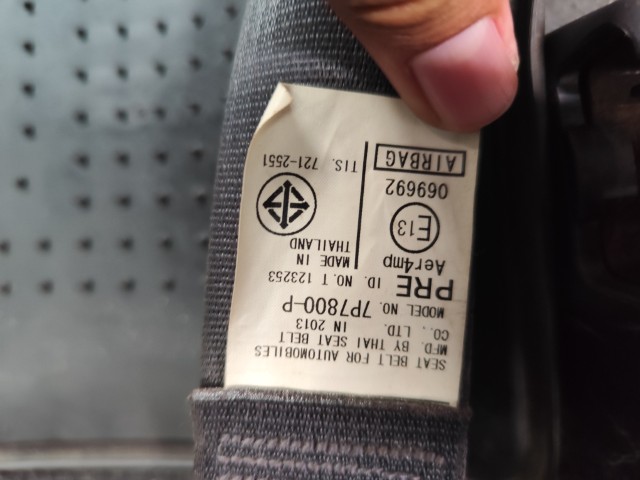 SEAT BELT FOR AUTOMOBILES
MFD. BY THAI SEAT BELT
CO., LTD. IN 2013
MODEL NO. 7P7800-P
PRE ID. NO. T 123253
Aer4mp
E13
069692
AIRBAG
MADE IN
THAILAND
TIS. 721-2551